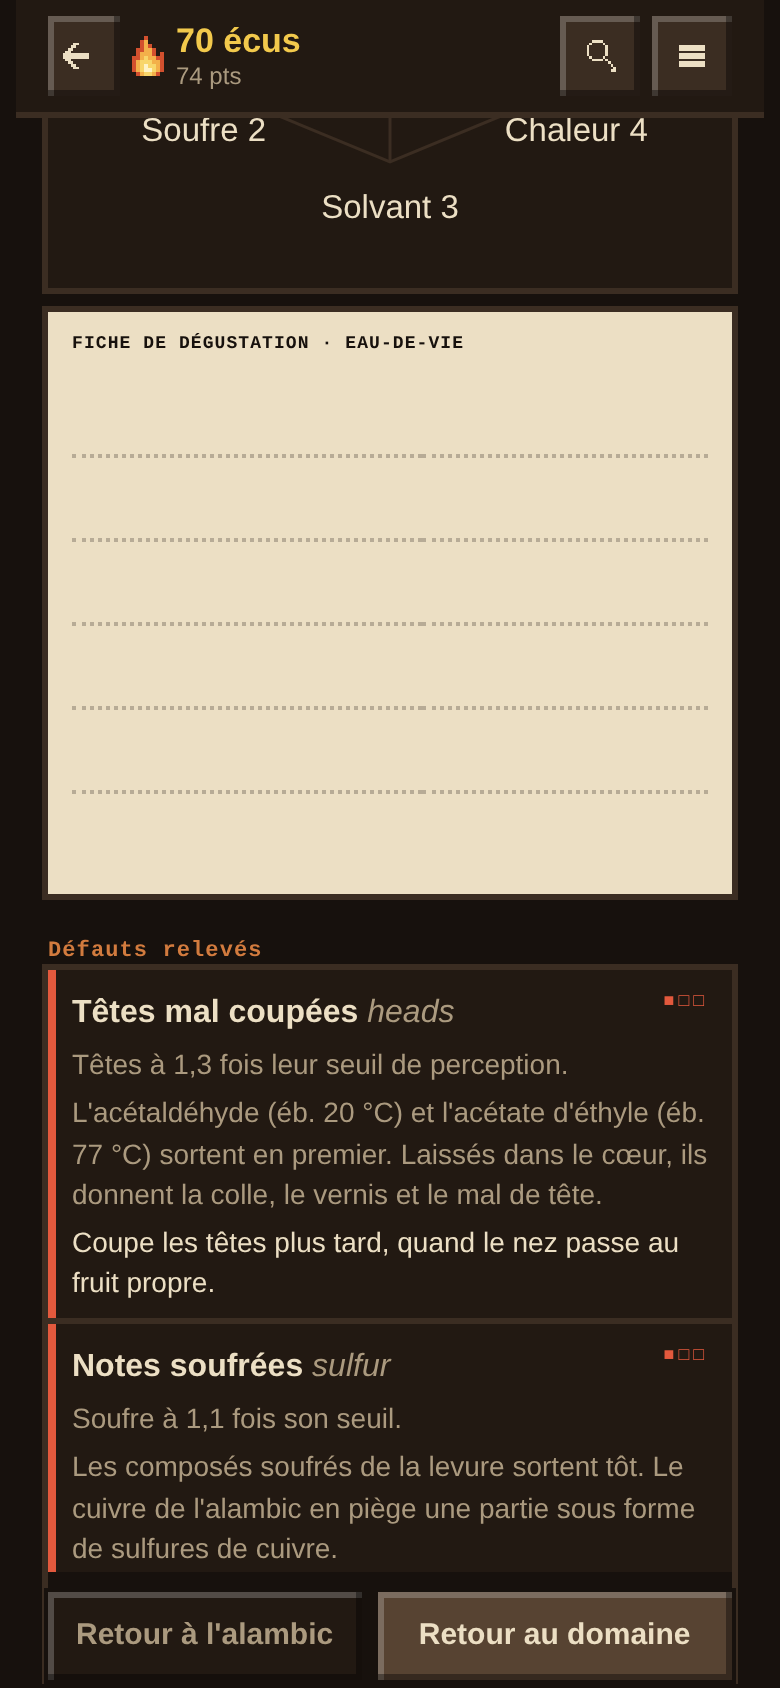 70 écus
74 pts
Soufre 2
Chaleur 4
Solvant 3
FICHE DE DÉGUSTATION · EAU-DE-VIE
Défauts relevés
Têtes mal coupées heads
Têtes à 1,3 fois leur seuil de perception.
L'acétaldéhyde (éb. 20 °C) et l'acétate d'éthyle (éb.
77 °C) sortent en premier. Laissés dans le cœur, ils
donnent la colle, le vernis et le mal de tête.
Coupe les têtes plus tard, quand le nez passe au
fruit propre.
Notes soufrées sulfur
Soufre à 1,1 fois son seuil.
Les composés soufrés de la levure sortent tôt. Le
cuivre de l'alambic en piège une partie sous forme
de sulfures de cuivre.
Retour à l'alambic
Retour au domaine